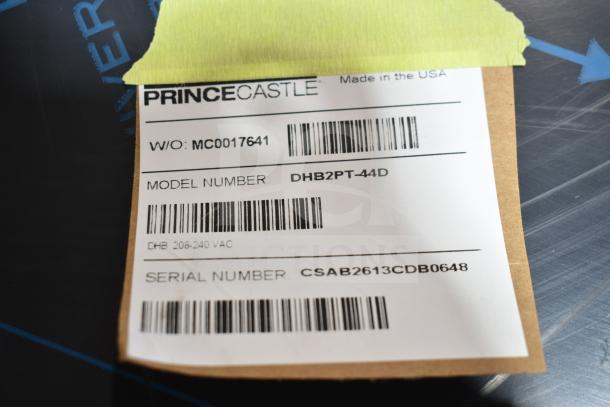 PRINCECASTLE Made in the USA
W/O: MC0017641
MODEL NUMBER DHB2PT-44D
DHB 208-240 VAC
SERIAL NUMBER CSAB2613CDB0648